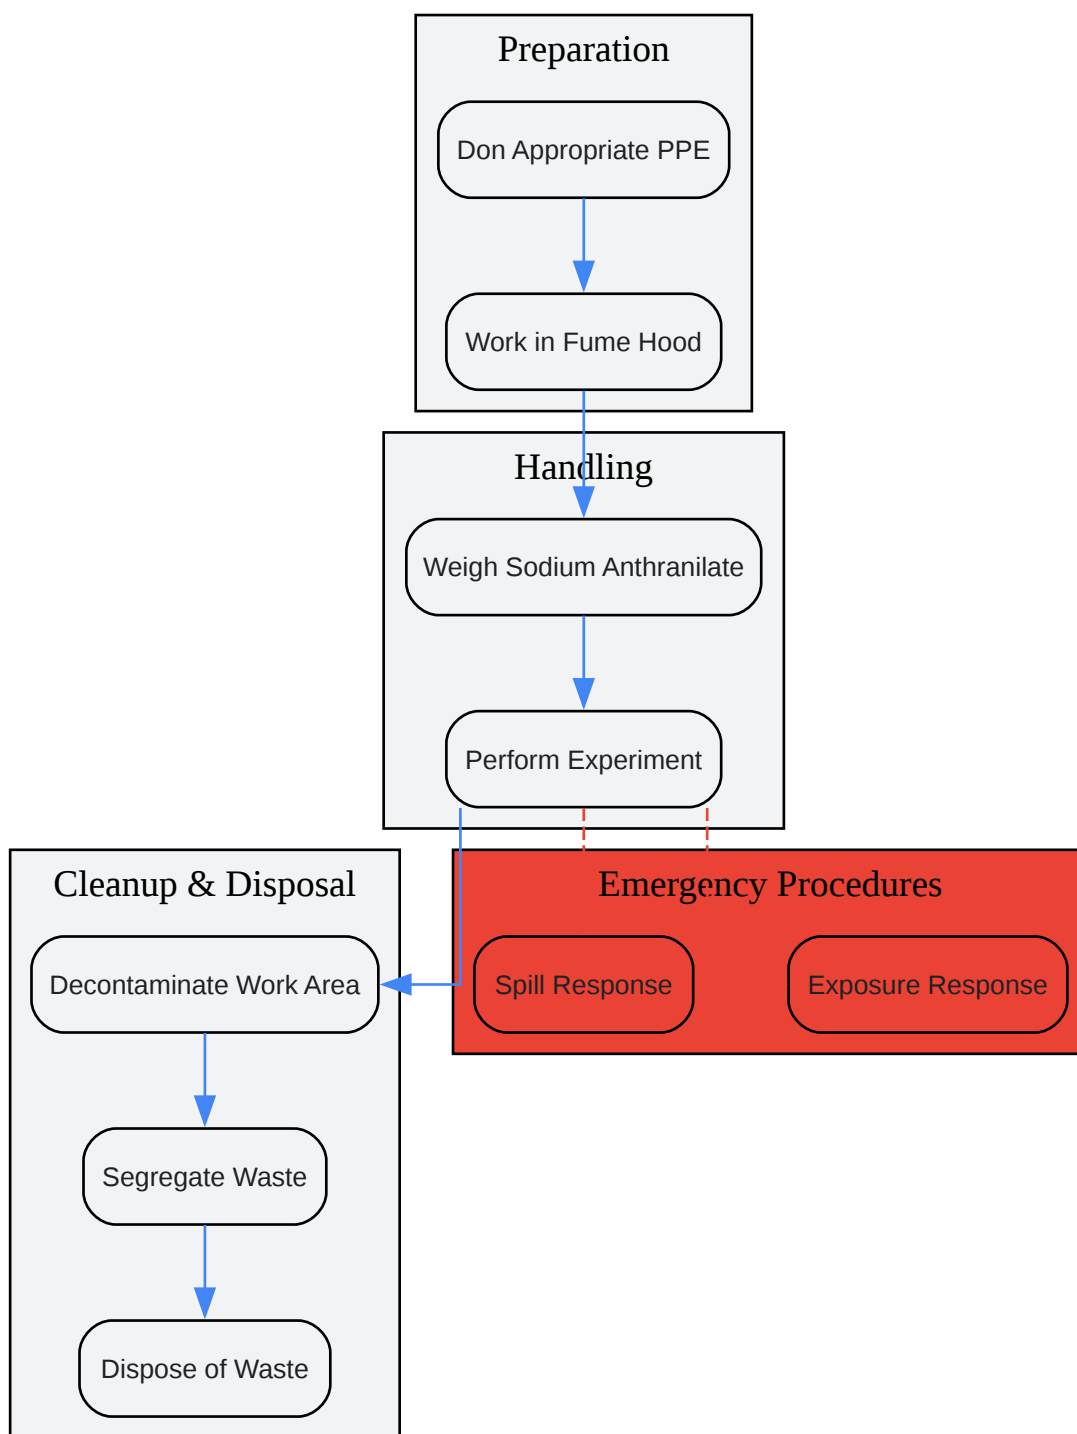 Preparation
Don Appropriate PPE
Work in Fume Hood
Handling
Weigh Sodium Anthranilate
Perform Experiment
Cleanup & Disposal
Decontaminate Work Area
Segregate Waste
Dispose of Waste
Emergency Procedures
Spill Response
Exposure Response